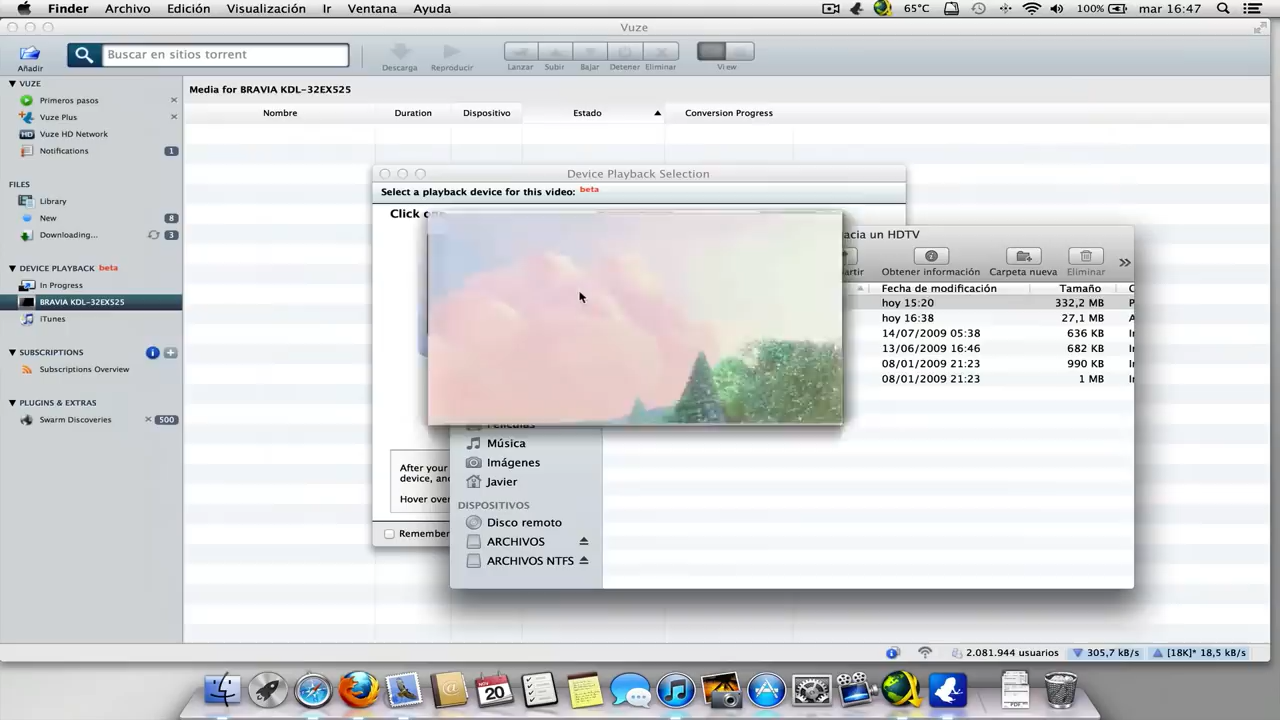 Finder Archivo Edición Visualización Ir Ventana Ayuda 65°C 100% mar 16:47
Vuze
Añadir
Buscar en sitios torrent
Descarga Reproducir Lanzar Subir Bajar Detener Eliminar View
VUZE
Primeros pasos
Vuze Plus
HD Vuze HD Network
Notifications 1
FILES
Library
New 8
Downloading... 3
DEVICE PLAYBACK beta
In Progress
BRAVIA KDL-32EX525
iTunes
SUBSCRIPTIONS
Subscriptions Overview
PLUGINS & EXTRAS
Swarm Discoveries 500
Media for BRAVIA KDL-32EX525
Nombre Duration Dispositivo Estado Conversion Progress
Device Playback Selection
Select a playback device for this video: beta
Click
After your
device, an
Hover over
Remember
acia un HDTV
rtir Obtener información Carpeta nueva Eliminar
Fecha de modificación Tamaño
hoy 15:20 332,2 MB P
hoy 16:38 27,1 MB A
14/07/2009 05:38 636 KB
13/06/2009 16:46 682 KB
08/01/2009 21:23 990 KB
08/01/2009 21:23 1 MB
Películas
Música
Imágenes
Javier
DISPOSITIVOS
Disco remoto
ARCHIVOS
ARCHIVOS NTFS
2.081.944 usuarios 305,7 kB/s [18K]* 18,5 kB/s
NOV
20
PDF